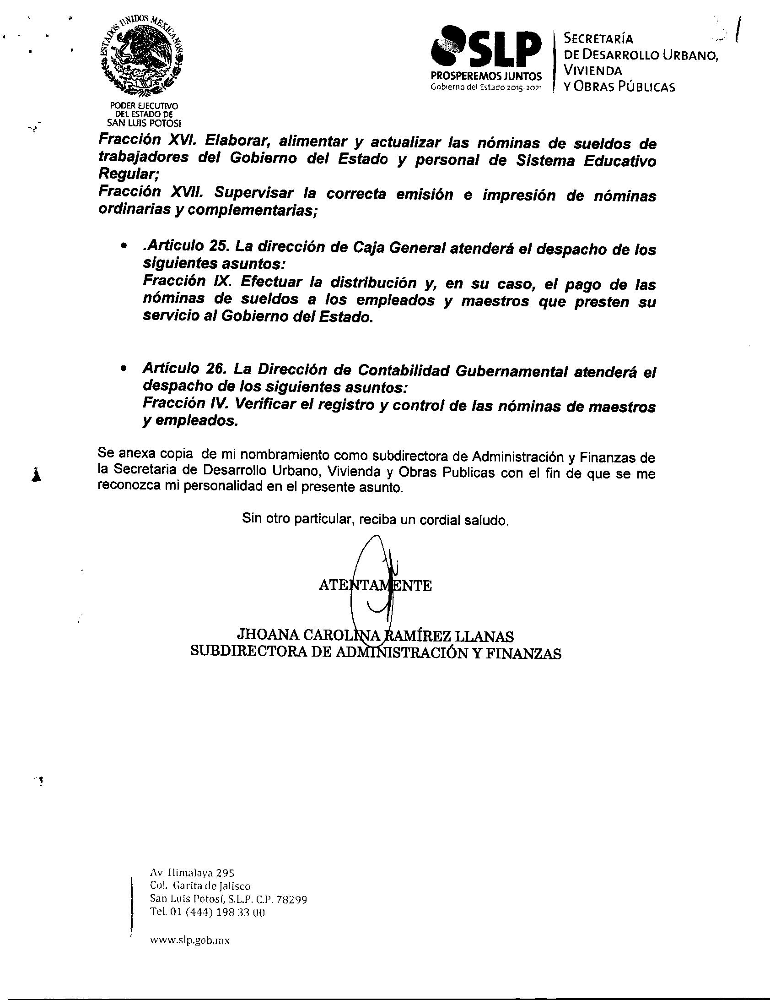 ESTADOS UNIDOS MEXICANOS
PODER EJECUTIVO
DEL ESTADO DE
SAN LUIS POTOSI
SLP
PROSPEREMOS JUNTOS
Gobierno del Estado 2015-2021
SECRETARÍA
DE DESARROLLO URBANO,
VIVIENDA
Y OBRAS PÚBLICAS
Fracción XVI. Elaborar, alimentar y actualizar las nóminas de sueldos de
trabajadores del Gobierno del Estado y personal de Sistema Educativo
Regular;
Fracción XVII. Supervisar la correcta emisión e impresión de nóminas
ordinarias y complementarias;
• .Articulo 25. La dirección de Caja General atenderá el despacho de los
siguientes asuntos:
Fracción IX. Efectuar la distribución y, en su caso, el pago de las
nóminas de sueldos a los empleados y maestros que presten su
servicio al Gobierno del Estado.
• Artículo 26. La Dirección de Contabilidad Gubernamental atenderá el
despacho de los siguientes asuntos:
Fracción IV. Verificar el registro y control de las nóminas de maestros
y empleados.
Se anexa copia de mi nombramiento como subdirectora de Administración y Finanzas de
la Secretaria de Desarrollo Urbano, Vivienda y Obras Publicas con el fin de que se me
reconozca mi personalidad en el presente asunto.
Sin otro particular, reciba un cordial saludo.
ATENTAMENTE
JHOANA CAROLINA RAMÍREZ LLANAS
SUBDIRECTORA DE ADMINISTRACIÓN Y FINANZAS
Av. Himalaya 295
Col. Garita de Jalisco
San Luis Potosí, S.L.P. C.P. 78299
Tel. 01 (444) 198 33 00
www.slp.gob.mx